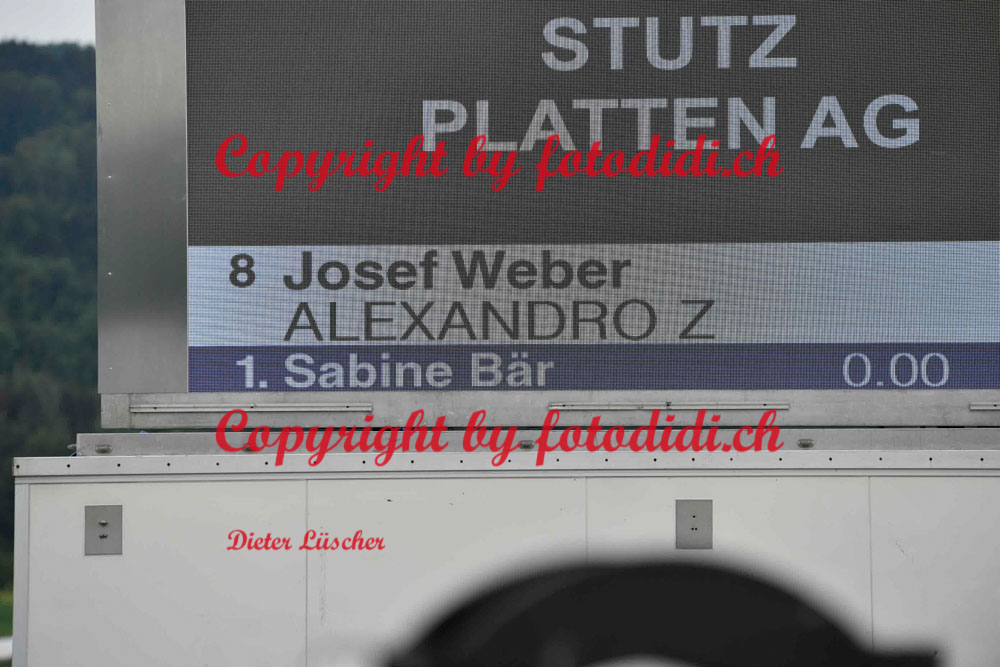 STUTZ
PLATTEN AG
Copyright by fotodidi.ch
8 Josef Weber
ALEXANDRO Z
1. Sabine Bär 0.00
Copyright by fotodidi.ch
Dieter Lüscher